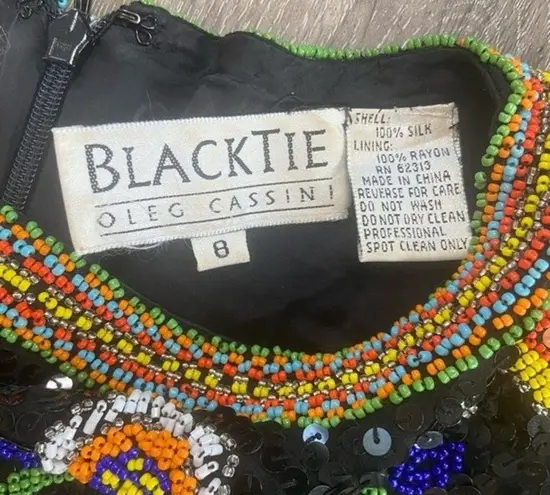 BLACKTIE
OLEG CASSINI
8
SHELL:
100% SILK
LINING:
100% RAYON
RN 62313
MADE IN CHINA
REVERSE FOR CARE
DO NOT WASH
DO NOT DRY CLEAN
PROFESSIONAL
SPOT CLEAN ONLY